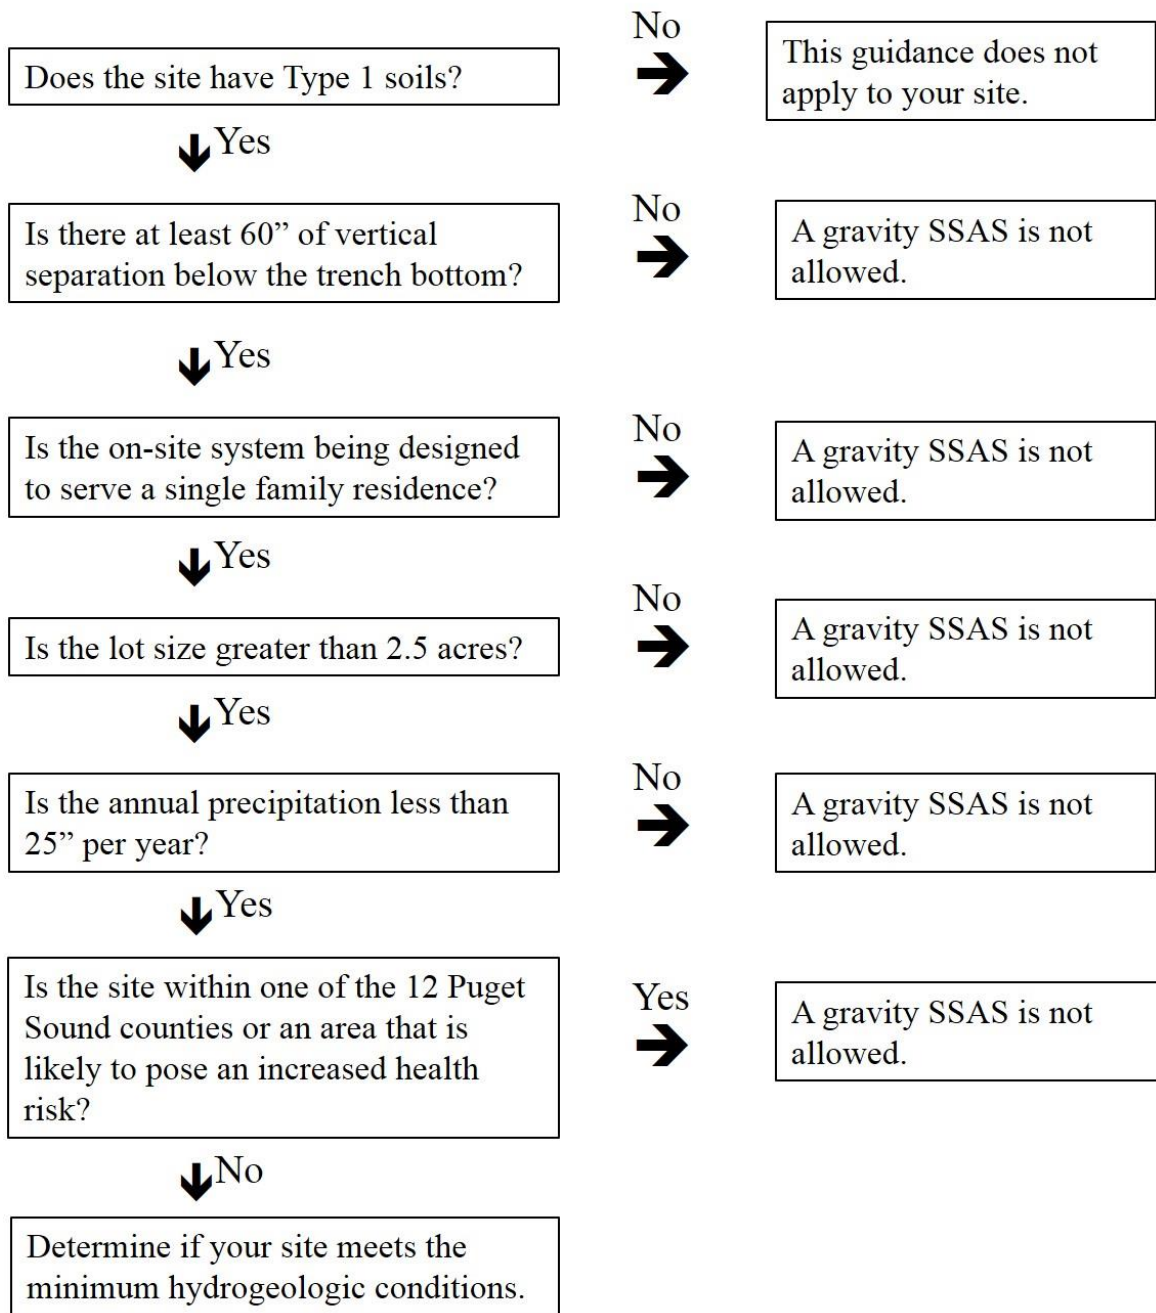 Does the site have Type 1 soils?
No
This guidance does not
apply to your site.
Yes
Is there at least 60” of vertical
separation below the trench bottom?
No
A gravity SSAS is not
allowed.
Yes
Is the on-site system being designed
to serve a single family residence?
No
A gravity SSAS is not
allowed.
Yes
Is the lot size greater than 2.5 acres?
No
A gravity SSAS is not
allowed.
Yes
Is the annual precipitation less than
25” per year?
No
A gravity SSAS is not
allowed.
Yes
Is the site within one of the 12 Puget
Sound counties or an area that is
likely to pose an increased health
risk?
Yes
A gravity SSAS is not
allowed.
No
Determine if your site meets the
minimum hydrogeologic conditions.